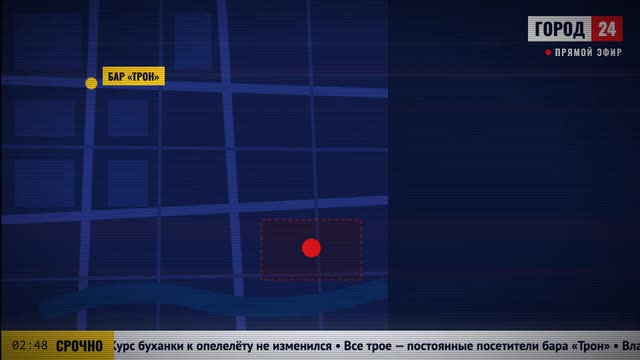 ГОРОД 24
ПРЯМОЙ ЭФИР
БАР «ТРОН»
02:48 СРОЧНО Курс буханки к опелелёту не изменился • Все трое — постоянные посетители бара «Трон» • Вла